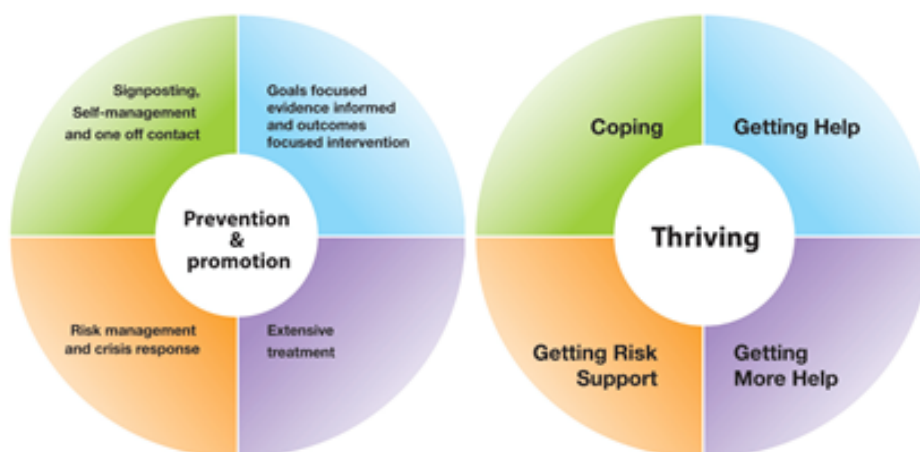 Signposting,
Self-management
and one off contact
Goals focused
evidence informed
and outcomes
focused intervention
Prevention
&
promotion
Risk management
and crisis response
Extensive
treatment
Coping
Getting Help
Thriving
Getting Risk
Support
Getting
More Help